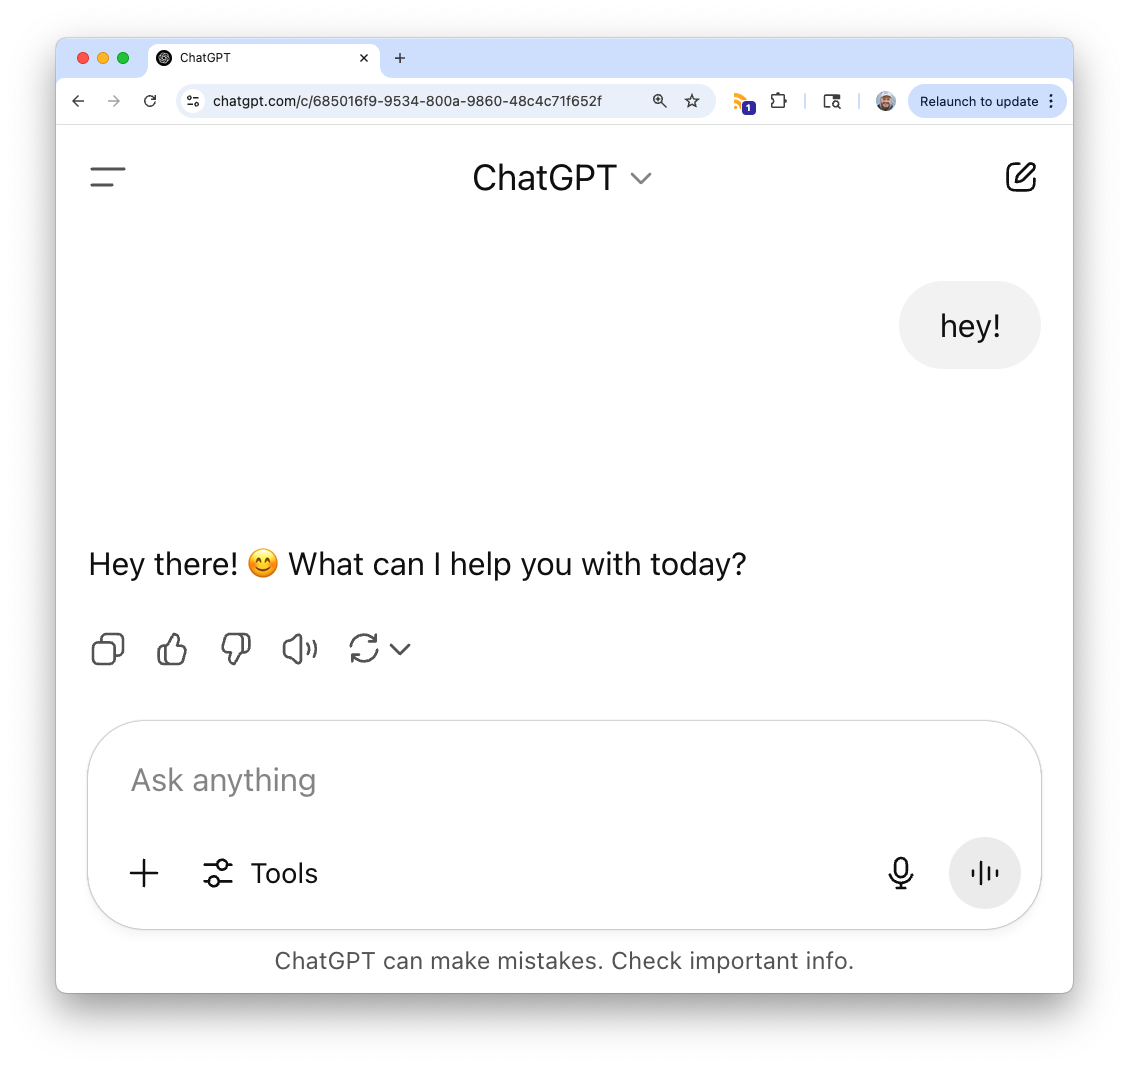 ChatGPT
chatgpt.com/c/685016f9-9534-800a-9860-48c4c71f652f
1
Relaunch to update
ChatGPT
hey!
Hey there! 😊 What can I help you with today?
Ask anything
Tools
ChatGPT can make mistakes. Check important info.